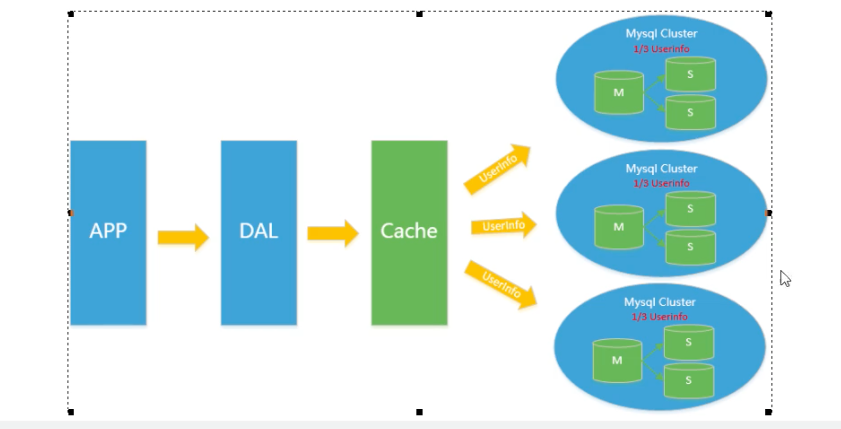 APP
DAL
Cache
UserInfo
UserInfo
UserInfo
Mysql Cluster
1/3 Userinfo
M
S
S
Mysql Cluster
1/3 Userinfo
M
S
S
Mysql Cluster
1/3 Userinfo
M
S
S